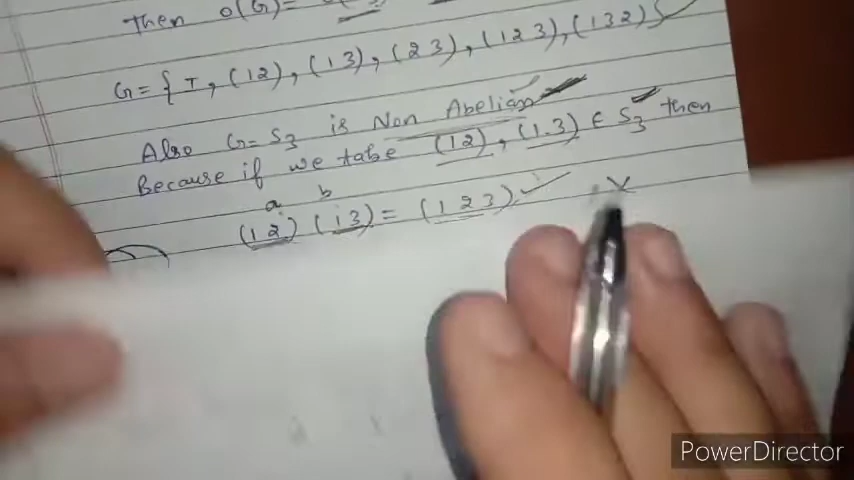 Then O(G)=
G = { I, (12), (13), (23), (123), (132) }
Also G= S3 is Non Abelian
Because if we take (12), (13) ∈ S3 then
a b
(12) (13) = (123)
PowerDirector